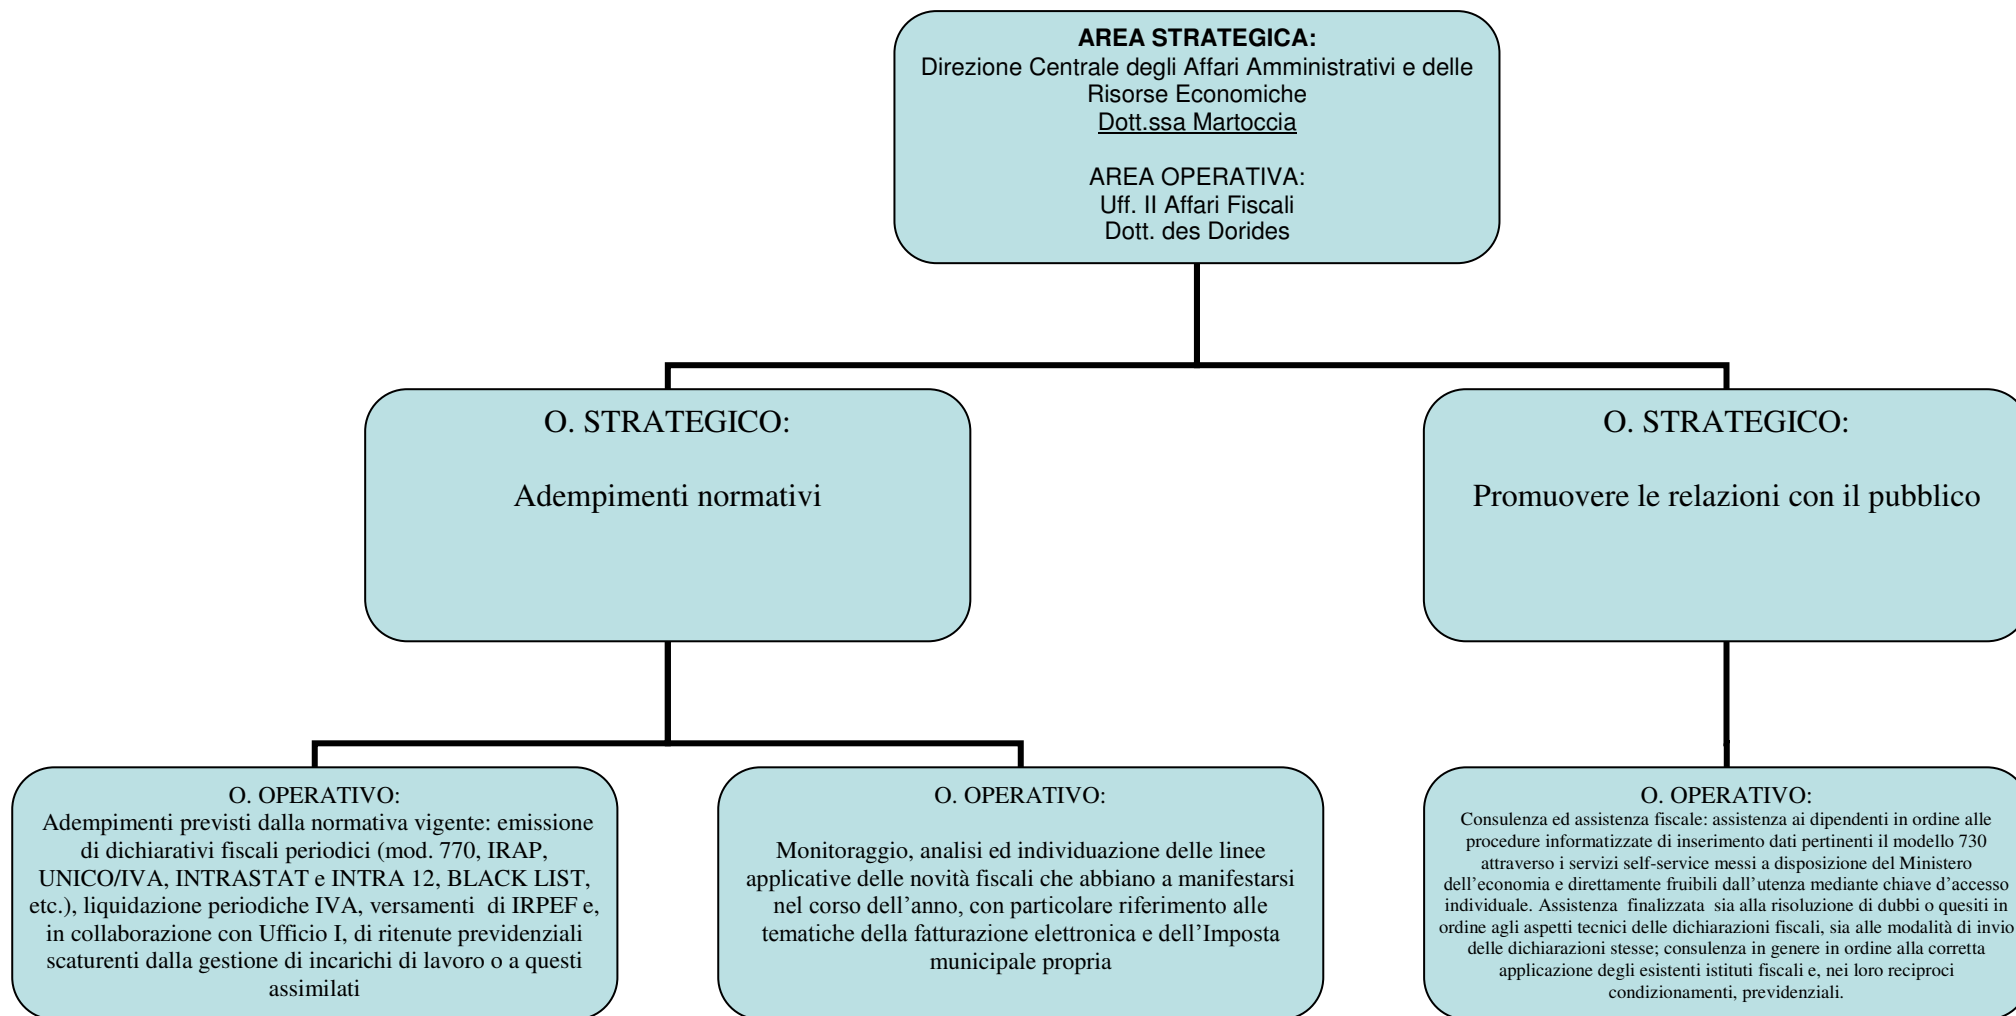 AREA STRATEGICA:
Direzione Centrale degli Affari Amministrativi e delle
Risorse Economiche
Dott.ssa Martoccia
AREA OPERATIVA:
Uff. II Affari Fiscali
Dott. des Dorides
O. STRATEGICO:
Adempimenti normativi
O. STRATEGICO:
Promuovere le relazioni con il pubblico
O. OPERATIVO:
Adempimenti previsti dalla normativa vigente: emissione
di dichiarativi fiscali periodici (mod. 770, IRAP,
UNICO/IVA, INTRASTAT e INTRA 12, BLACK LIST,
etc.), liquidazione periodiche IVA, versamenti di IRPEF e,
in collaborazione con Ufficio I, di ritenute previdenziali
scaturenti dalla gestione di incarichi di lavoro o a questi
assimilati
O. OPERATIVO:
Monitoraggio, analisi ed individuazione delle linee
applicative delle novità fiscali che abbiano a manifestarsi
nel corso dell'anno, con particolare riferimento alle
tematiche della fatturazione elettronica e dell'Imposta
municipale propria
O. OPERATIVO:
Consulenza ed assistenza fiscale: assistenza ai dipendenti in ordine alle
procedure informatizzate di inserimento dati pertinenti il modello 730
attraverso i servizi self-service messi a disposizione del Ministero
dell'economia e direttamente fruibili dall'utenza mediante chiave d'accesso
individuale. Assistenza finalizzata sia alla risoluzione di dubbi o quesiti in
ordine agli aspetti tecnici delle dichiarazioni fiscali, sia alle modalità di invio
delle dichiarazioni stesse; consulenza in genere in ordine alla corretta
applicazione degli esistenti istituti fiscali e, nei loro reciproci
condizionamenti, previdenziali.